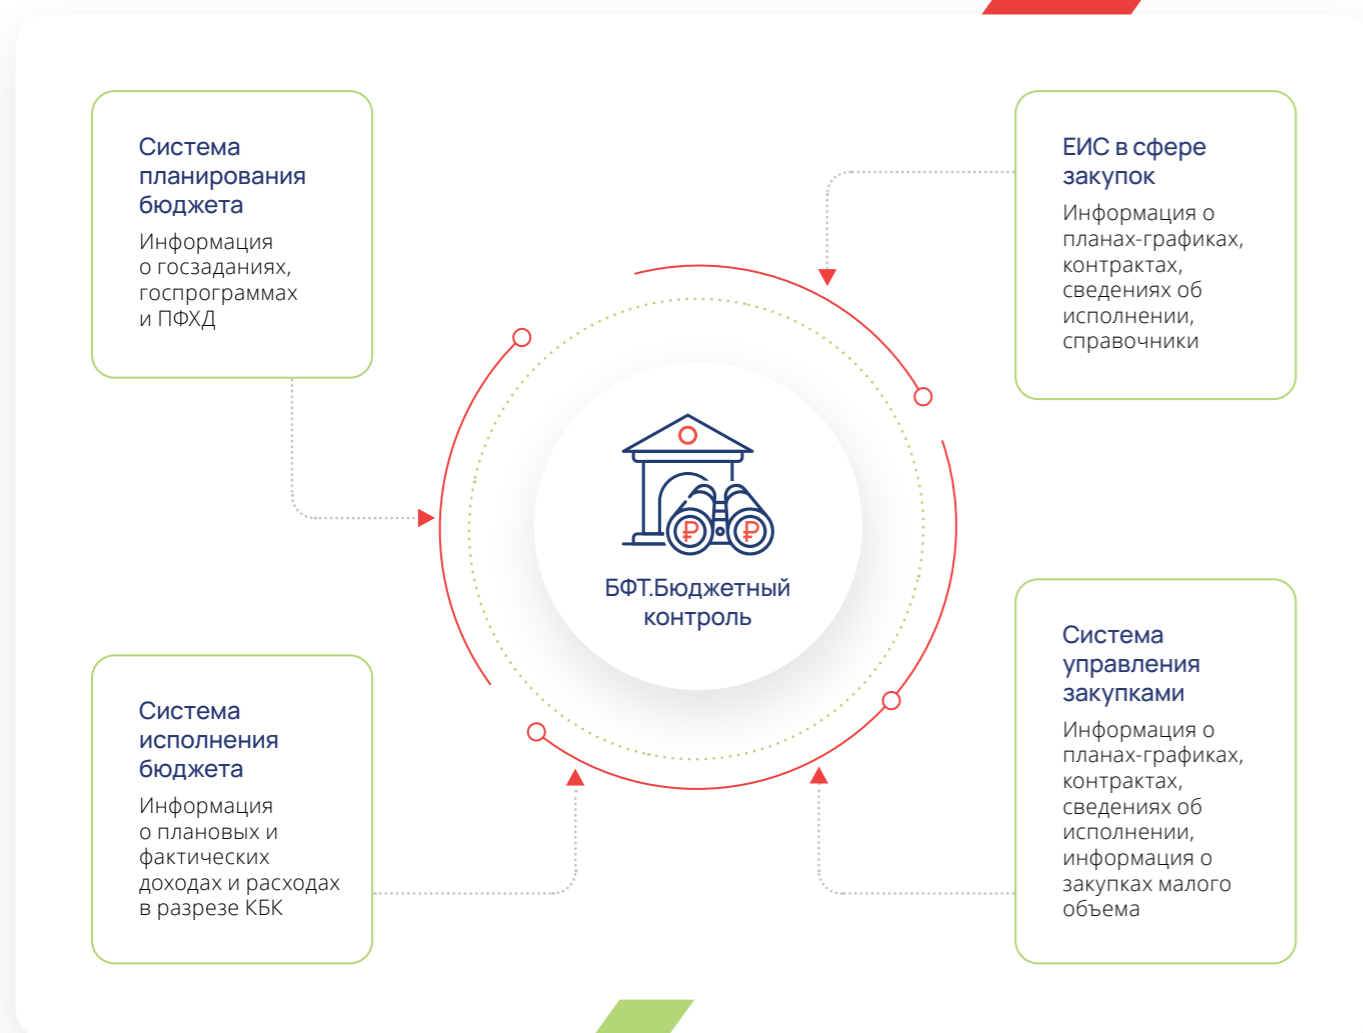 Система
планирования
бюджета
Информация
о госзаданиях,
госпрограммах
и ПФХД
ЕИС в сфере
закупок
Информация о
планах-графиках,
контрактах,
сведениях об
исполнении,
справочники
БФТ.Бюджетный
контроль
Система
исполнения
бюджета
Информация
о плановых и
фактических
доходах и расходах
в разрезе КБК
Система
управления
закупками
Информация о
планах-графиках,
контрактах,
сведениях об
исполнении,
информация о
закупках малого
объема